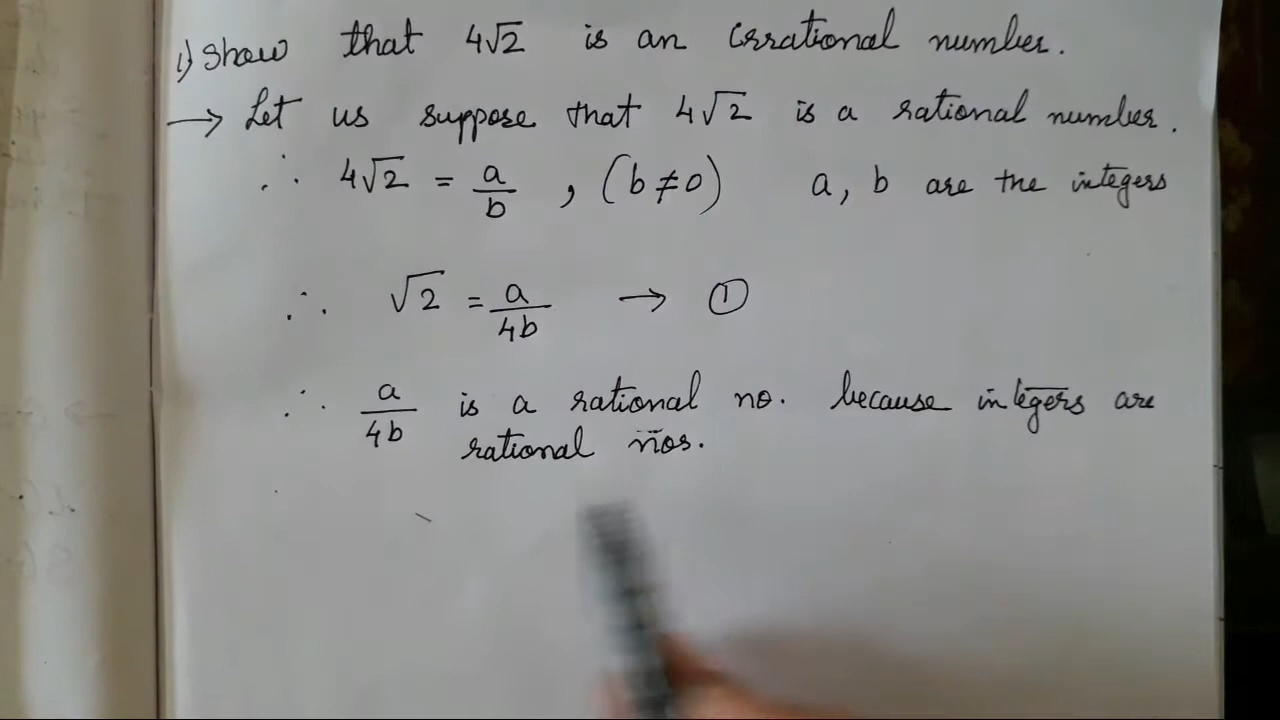 1) Show that 4√2 is an irrational number.
→ Let us suppose that 4√2 is a rational number.
∴ 4√2 = a/b , (b≠0) a, b are the integers
∴ √2 = a/4b → ①
∴ a/4b is a rational no. because integers are
rational nos.